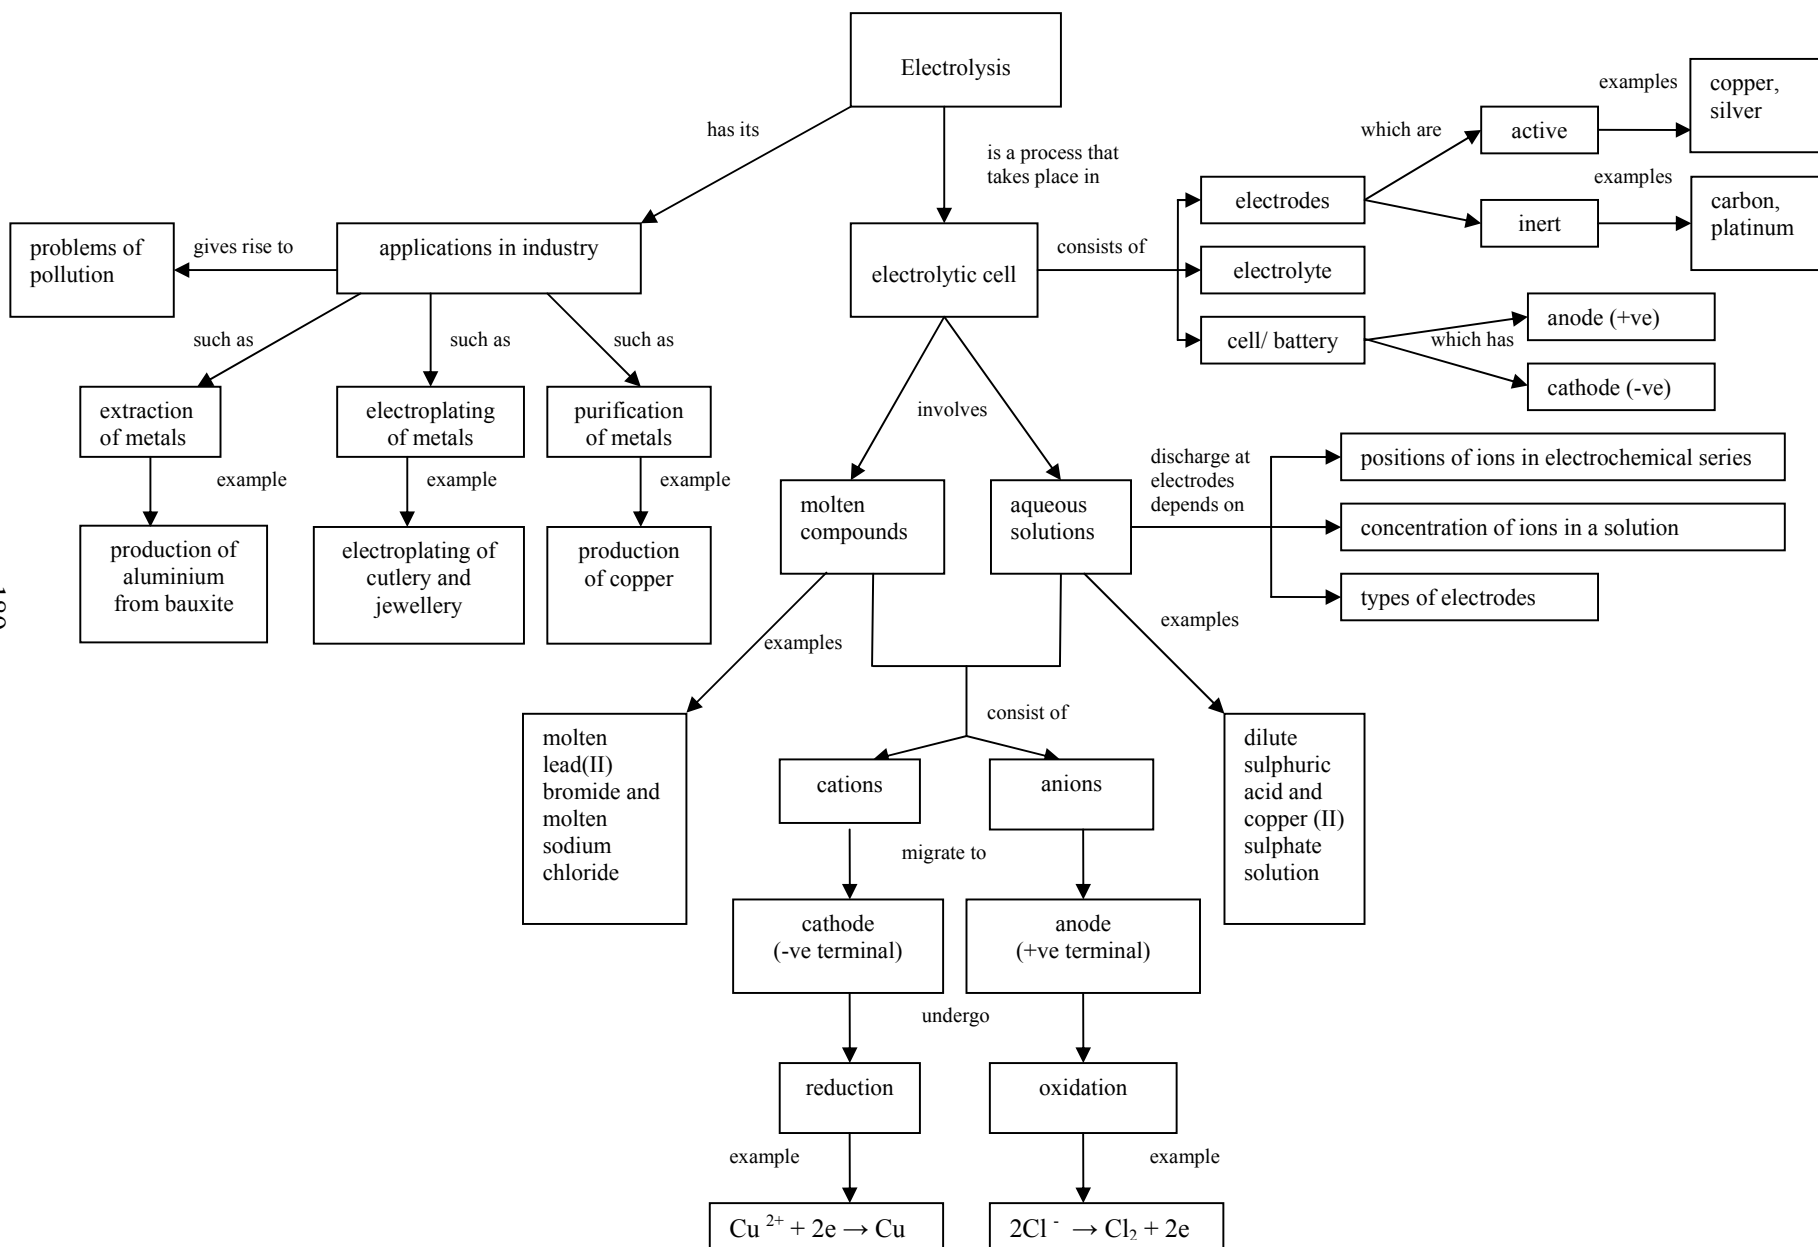 Electrolysis
has its
is a process that
takes place in
examples
copper,
silver
which are
active
electrodes
examples
inert
carbon,
platinum
problems of
pollution
gives rise to
applications in industry
electrolytic cell
consists of
electrolyte
cell/ battery
which has
anode (+ve)
cathode (-ve)
such as
such as
such as
extraction
of metals
electroplating
of metals
purification
of metals
involves
example
example
example
production of
aluminium
from bauxite
electroplating of
cutlery and
jewellery
production
of copper
molten
compounds
aqueous
solutions
discharge at
electrodes
depends on
positions of ions in electrochemical series
concentration of ions in a solution
types of electrodes
examples
examples
consist of
molten
lead(II)
bromide and
molten
sodium
chloride
cations
anions
dilute
sulphuric
acid and
copper (II)
sulphate
solution
migrate to
cathode
(-ve terminal)
anode
(+ve terminal)
undergo
reduction
oxidation
example
example
Cu ²⁺ + 2e → Cu
2Cl ⁻ → Cl₂ + 2e